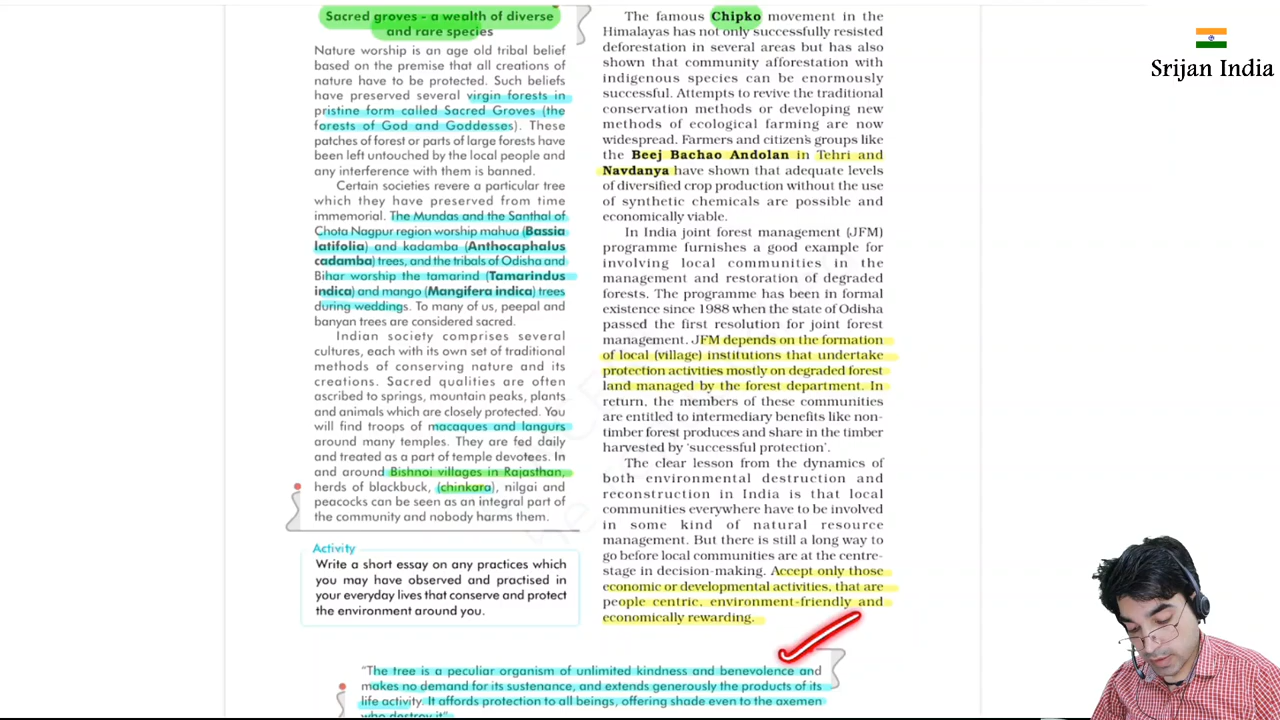 Sacred groves - a wealth of diverse
and rare species
Nature worship is an age old tribal belief
based on the premise that all creations of
nature have to be protected. Such beliefs
have preserved several virgin forests in
pristine form called Sacred Groves (the
forests of God and Goddesses). These
patches of forest or parts of large forests have
been left untouched by the local people and
any interference with them is banned.
Certain societies revere a particular tree
which they have preserved from time
immemorial. The Mundas and the Santhal of
Chota Nagpur region worship mahua (Bassia
latifolia) and kadamba (Anthocaphalus
cadamba) trees, and the tribals of Odisha and
Bihar worship the tamarind (Tamarindus
indica) and mango (Mangifera indica) trees
during weddings. To many of us, peepal and
banyan trees are considered sacred.
Indian society comprises several
cultures, each with its own set of traditional
methods of conserving nature and its
creations. Sacred qualities are often
ascribed to springs, mountain peaks, plants
and animals which are closely protected. You
will find troops of macaques and langurs
around many temples. They are fed daily
and treated as a part of temple devotees. In
and around Bishnoi villages in Rajasthan,
herds of blackbuck, (chinkara), nilgai and
peacocks can be seen as an integral part of
the community and nobody harms them.
Activity
Write a short essay on any practices which
you may have observed and practised in
your everyday lives that conserve and protect
the environment around you.
The famous Chipko movement in the
Himalayas has not only successfully resisted
deforestation in several areas but has also
shown that community afforestation with
indigenous species can be enormously
successful. Attempts to revive the traditional
conservation methods or developing new
methods of ecological farming are now
widespread. Farmers and citizen's groups like
the Beej Bachao Andolan in Tehri and
Navdanya have shown that adequate levels
of diversified crop production without the use
of synthetic chemicals are possible and
economically viable.
In India joint forest management (JFM)
programme furnishes a good example for
involving local communities in the
management and restoration of degraded
forests. The programme has been in formal
existence since 1988 when the state of Odisha
passed the first resolution for joint forest
management. JFM depends on the formation
of local (village) institutions that undertake
protection activities mostly on degraded forest
land managed by the forest department. In
return, the members of these communities
are entitled to intermediary benefits like non-
timber forest produces and share in the timber
harvested by 'successful protection'.
The clear lesson from the dynamics of
both environmental destruction and
reconstruction in India is that local
communities everywhere have to be involved
in some kind of natural resource
management. But there is still a long way to
go before local communities are at the centre-
stage in decision-making. Accept only those
economic or developmental activities, that are
people centric, environment-friendly and
economically rewarding.
"The tree is a peculiar organism of unlimited kindness and benevolence and
makes no demand for its sustenance, and extends generously the products of its
life activity. It affords protection to all beings, offering shade even to the axemen
who destroy it"
Srijan India